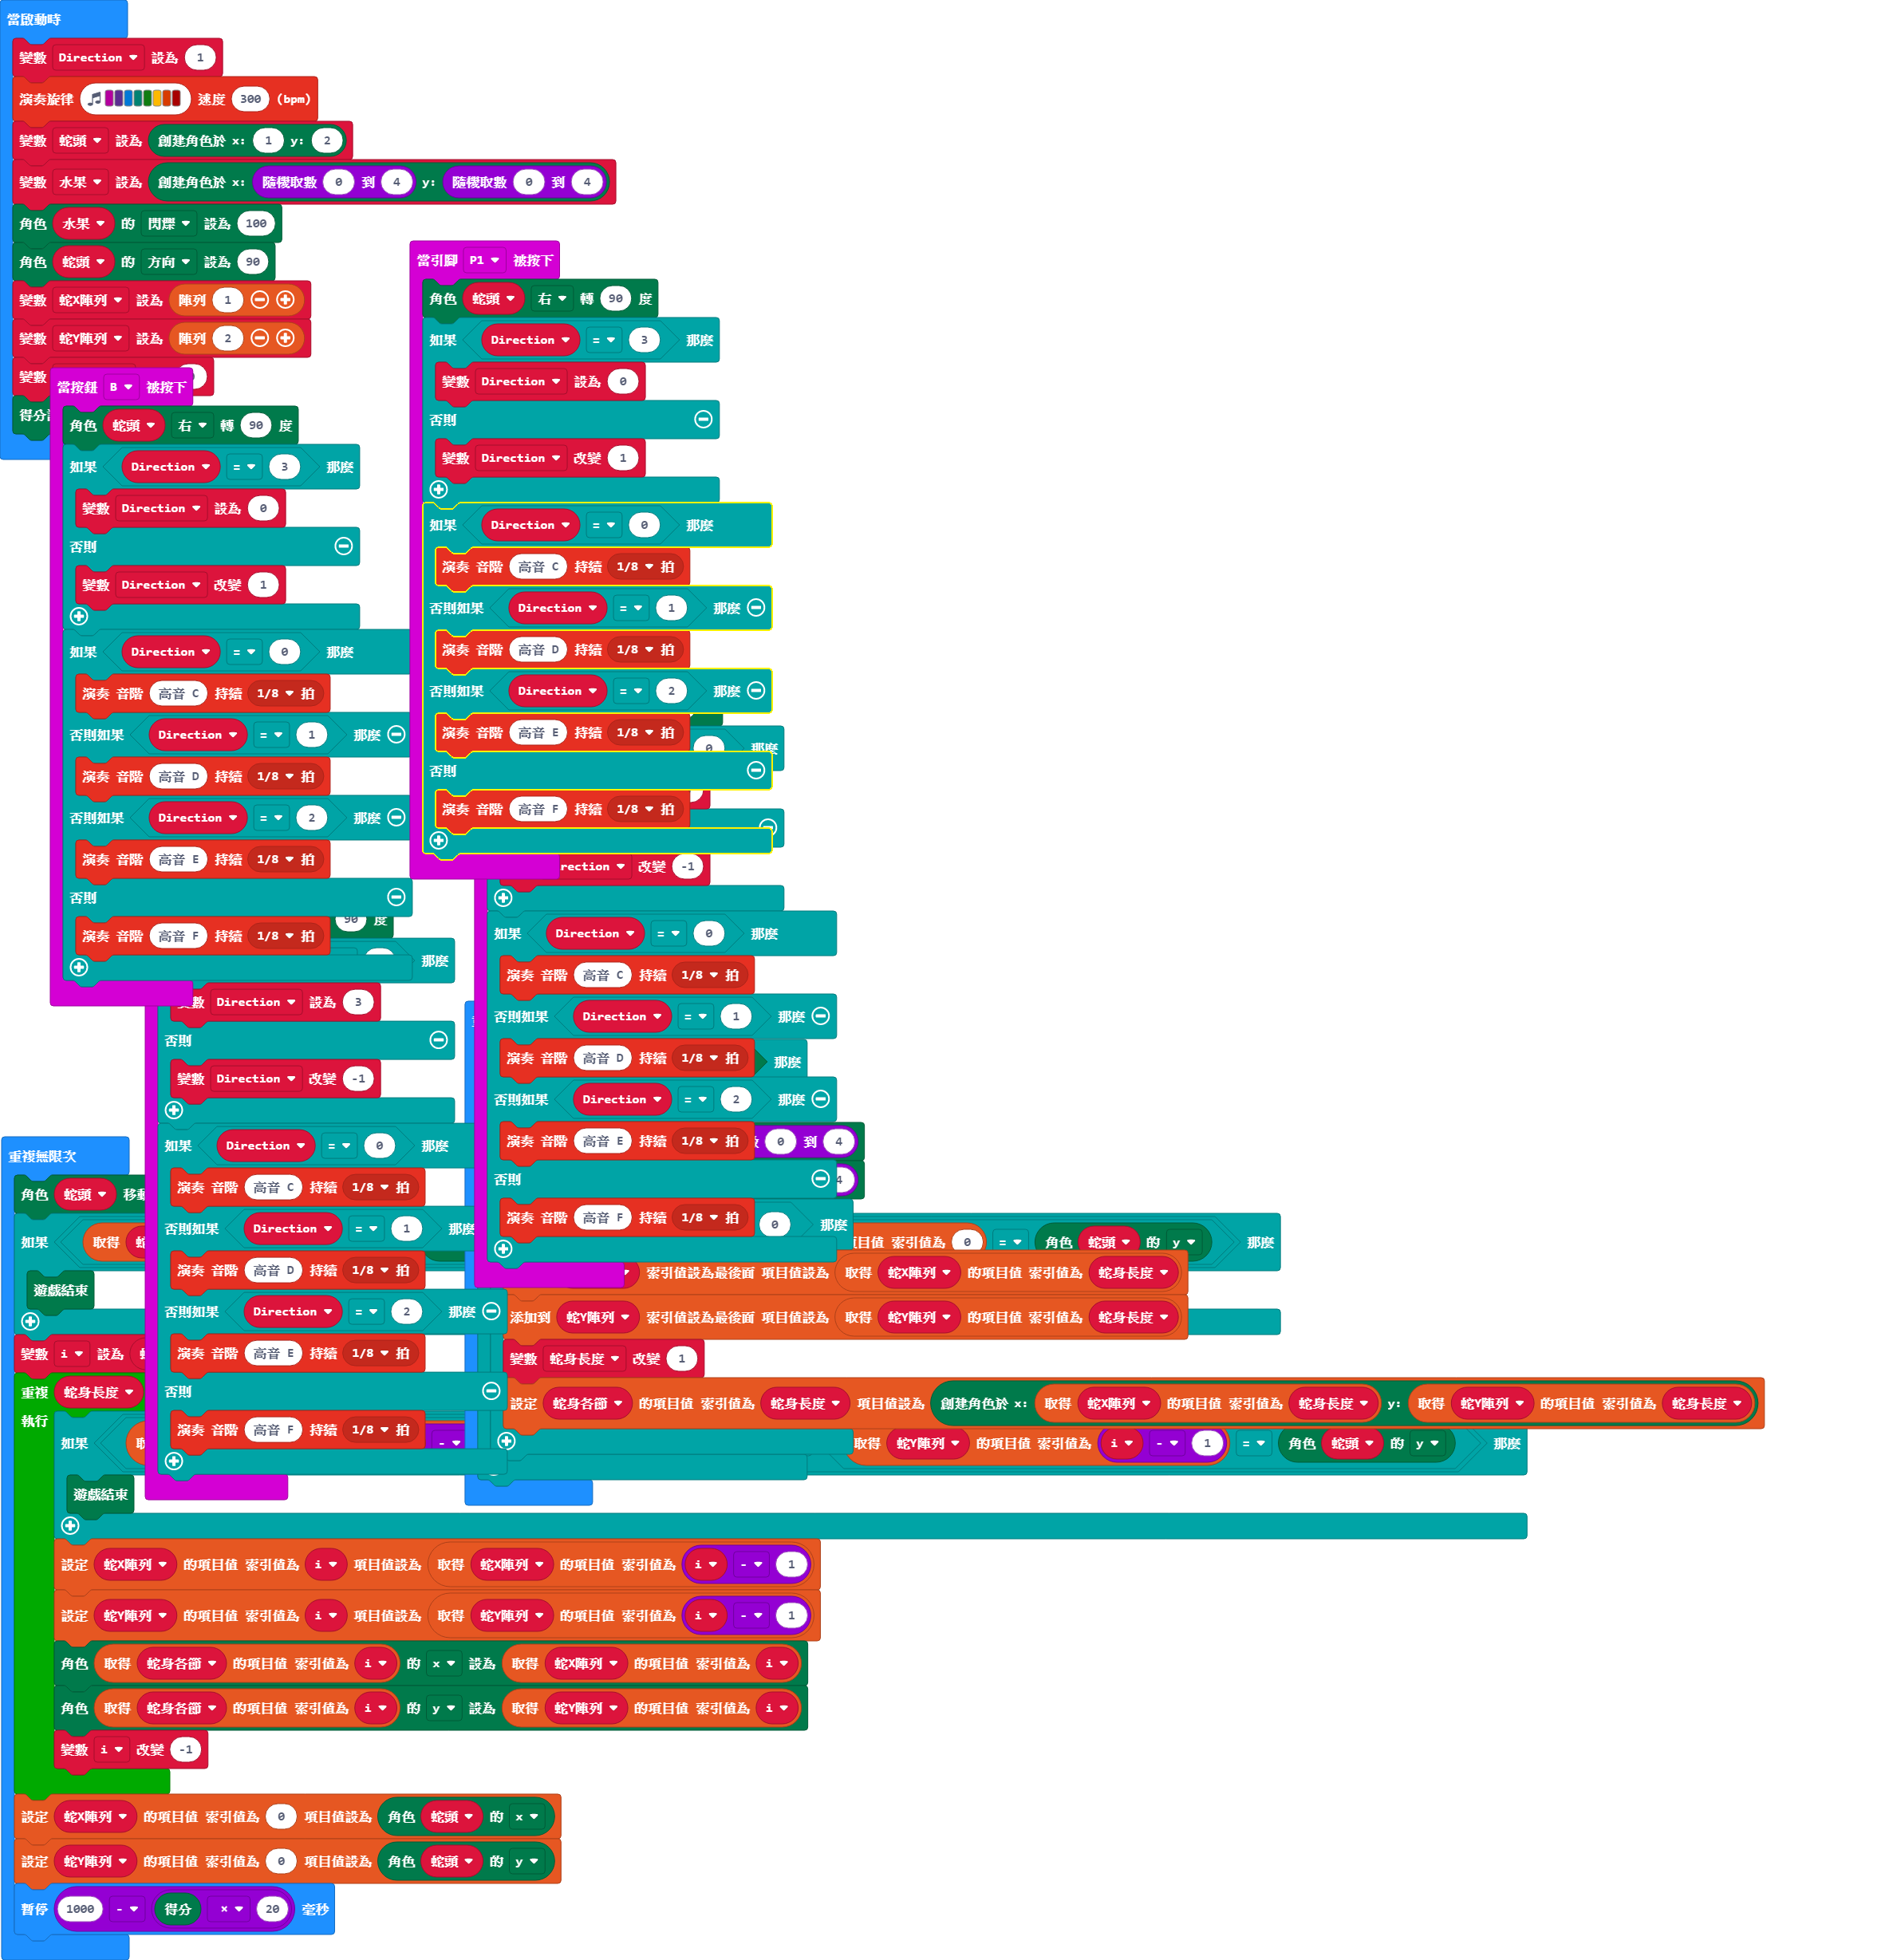 當啟動時
變數 Direction 設為 1
演奏旋律 速度 300 (bpm)
變數 蛇頭 設為 創建角色於 x: 1 y: 2
變數 水果 設為 創建角色於 x: 隨機取數 0 到 4 y: 隨機取數 0 到 4
角色 水果 的 閃爍 設為 100
角色 蛇頭 的 方向 設為 90
變數 蛇X陣列 設為 陣列 1
變數 蛇Y陣列 設為 陣列 2
變數
得分
當按鈕 B 被按下
角色 蛇頭 右 轉 90 度
如果 Direction = 3 那麼
變數 Direction 設為 0
否則
變數 Direction 改變 1
如果 Direction = 0 那麼
演奏 音階 高音 C 持續 1/8 拍
否則如果 Direction = 1 那麼
演奏 音階 高音 D 持續 1/8 拍
否則如果 Direction = 2 那麼
演奏 音階 高音 E 持續 1/8 拍
否則
演奏 音階 高音 F 持續 1/8 拍
當引腳 P1 被按下
角色 蛇頭 右 轉 90 度
如果 Direction = 3 那麼
變數 Direction 設為 0
否則
變數 Direction 改變 1
如果 Direction = 0 那麼
演奏 音階 高音 C 持續 1/8 拍
否則如果 Direction = 1 那麼
演奏 音階 高音 D 持續 1/8 拍
否則如果 Direction = 2 那麼
演奏 音階 高音 E 持續 1/8 拍
0 那麼
否則
演奏 音階 高音 F 持續 1/8 拍
rection 改變 -1
如果 Direction = 0 那麼
演奏 音階 高音 C 持續 1/8 拍
否則如果 Direction = 1 那麼
演奏 音階 高音 D 持續 1/8 拍
那麼
否則如果 Direction = 2 那麼
演奏 音階 高音 E 持續 1/8 拍
0 到 4
否則
4
演奏 音階 高音 F 持續 1/8 拍
0 那麼
90 度
那麼
變數 Direction 設為 3
否則
變數 Direction 改變 -1
如果 Direction = 0 那麼
演奏 音階 高音 C 持續 1/8 拍
否則如果 Direction = 1 那麼
演奏 音階 高音 D 持續 1/8 拍
否則如果 Direction = 2 那麼
演奏 音階 高音 E 持續 1/8 拍
否則
演奏 音階 高音 F 持續 1/8 拍
重複無限次
角色 蛇頭 移動
如果 取得
項目值 索引值為 0 = 角色 蛇頭 的 y 那麼
遊戲結束
索引值設為最後面 項目值設為 取得 蛇X陣列 的項目值 索引值為 蛇身長度
添加到 蛇Y陣列 索引值設為最後面 項目值設為 取得 蛇Y陣列 的項目值 索引值為 蛇身長度
變數 蛇身長度 改變 1
設定 蛇身各節 的項目值 索引值為 蛇身長度 項目值設為 創建角色於 x: 取得 蛇X陣列 的項目值 索引值為 蛇身長度 y: 取得 蛇Y陣列 的項目值 索引值為 蛇身長度
變數 i 設為
重複 蛇身長度
執行
如果
取得 蛇Y陣列 的項目值 索引值為 i - 1 = 角色 蛇頭 的 y 那麼
遊戲結束
設定 蛇X陣列 的項目值 索引值為 i 項目值設為 取得 蛇X陣列 的項目值 索引值為 i - 1
設定 蛇Y陣列 的項目值 索引值為 i 項目值設為 取得 蛇Y陣列 的項目值 索引值為 i - 1
角色 取得 蛇身各節 的項目值 索引值為 i 的 x 設為 取得 蛇X陣列 的項目值 索引值為 i
角色 取得 蛇身各節 的項目值 索引值為 i 的 y 設為 取得 蛇Y陣列 的項目值 索引值為 i
變數 i 改變 -1
設定 蛇X陣列 的項目值 索引值為 0 項目值設為 角色 蛇頭 的 x
設定 蛇Y陣列 的項目值 索引值為 0 項目值設為 角色 蛇頭 的 y
暫停 1000 - 得分 × 20 毫秒